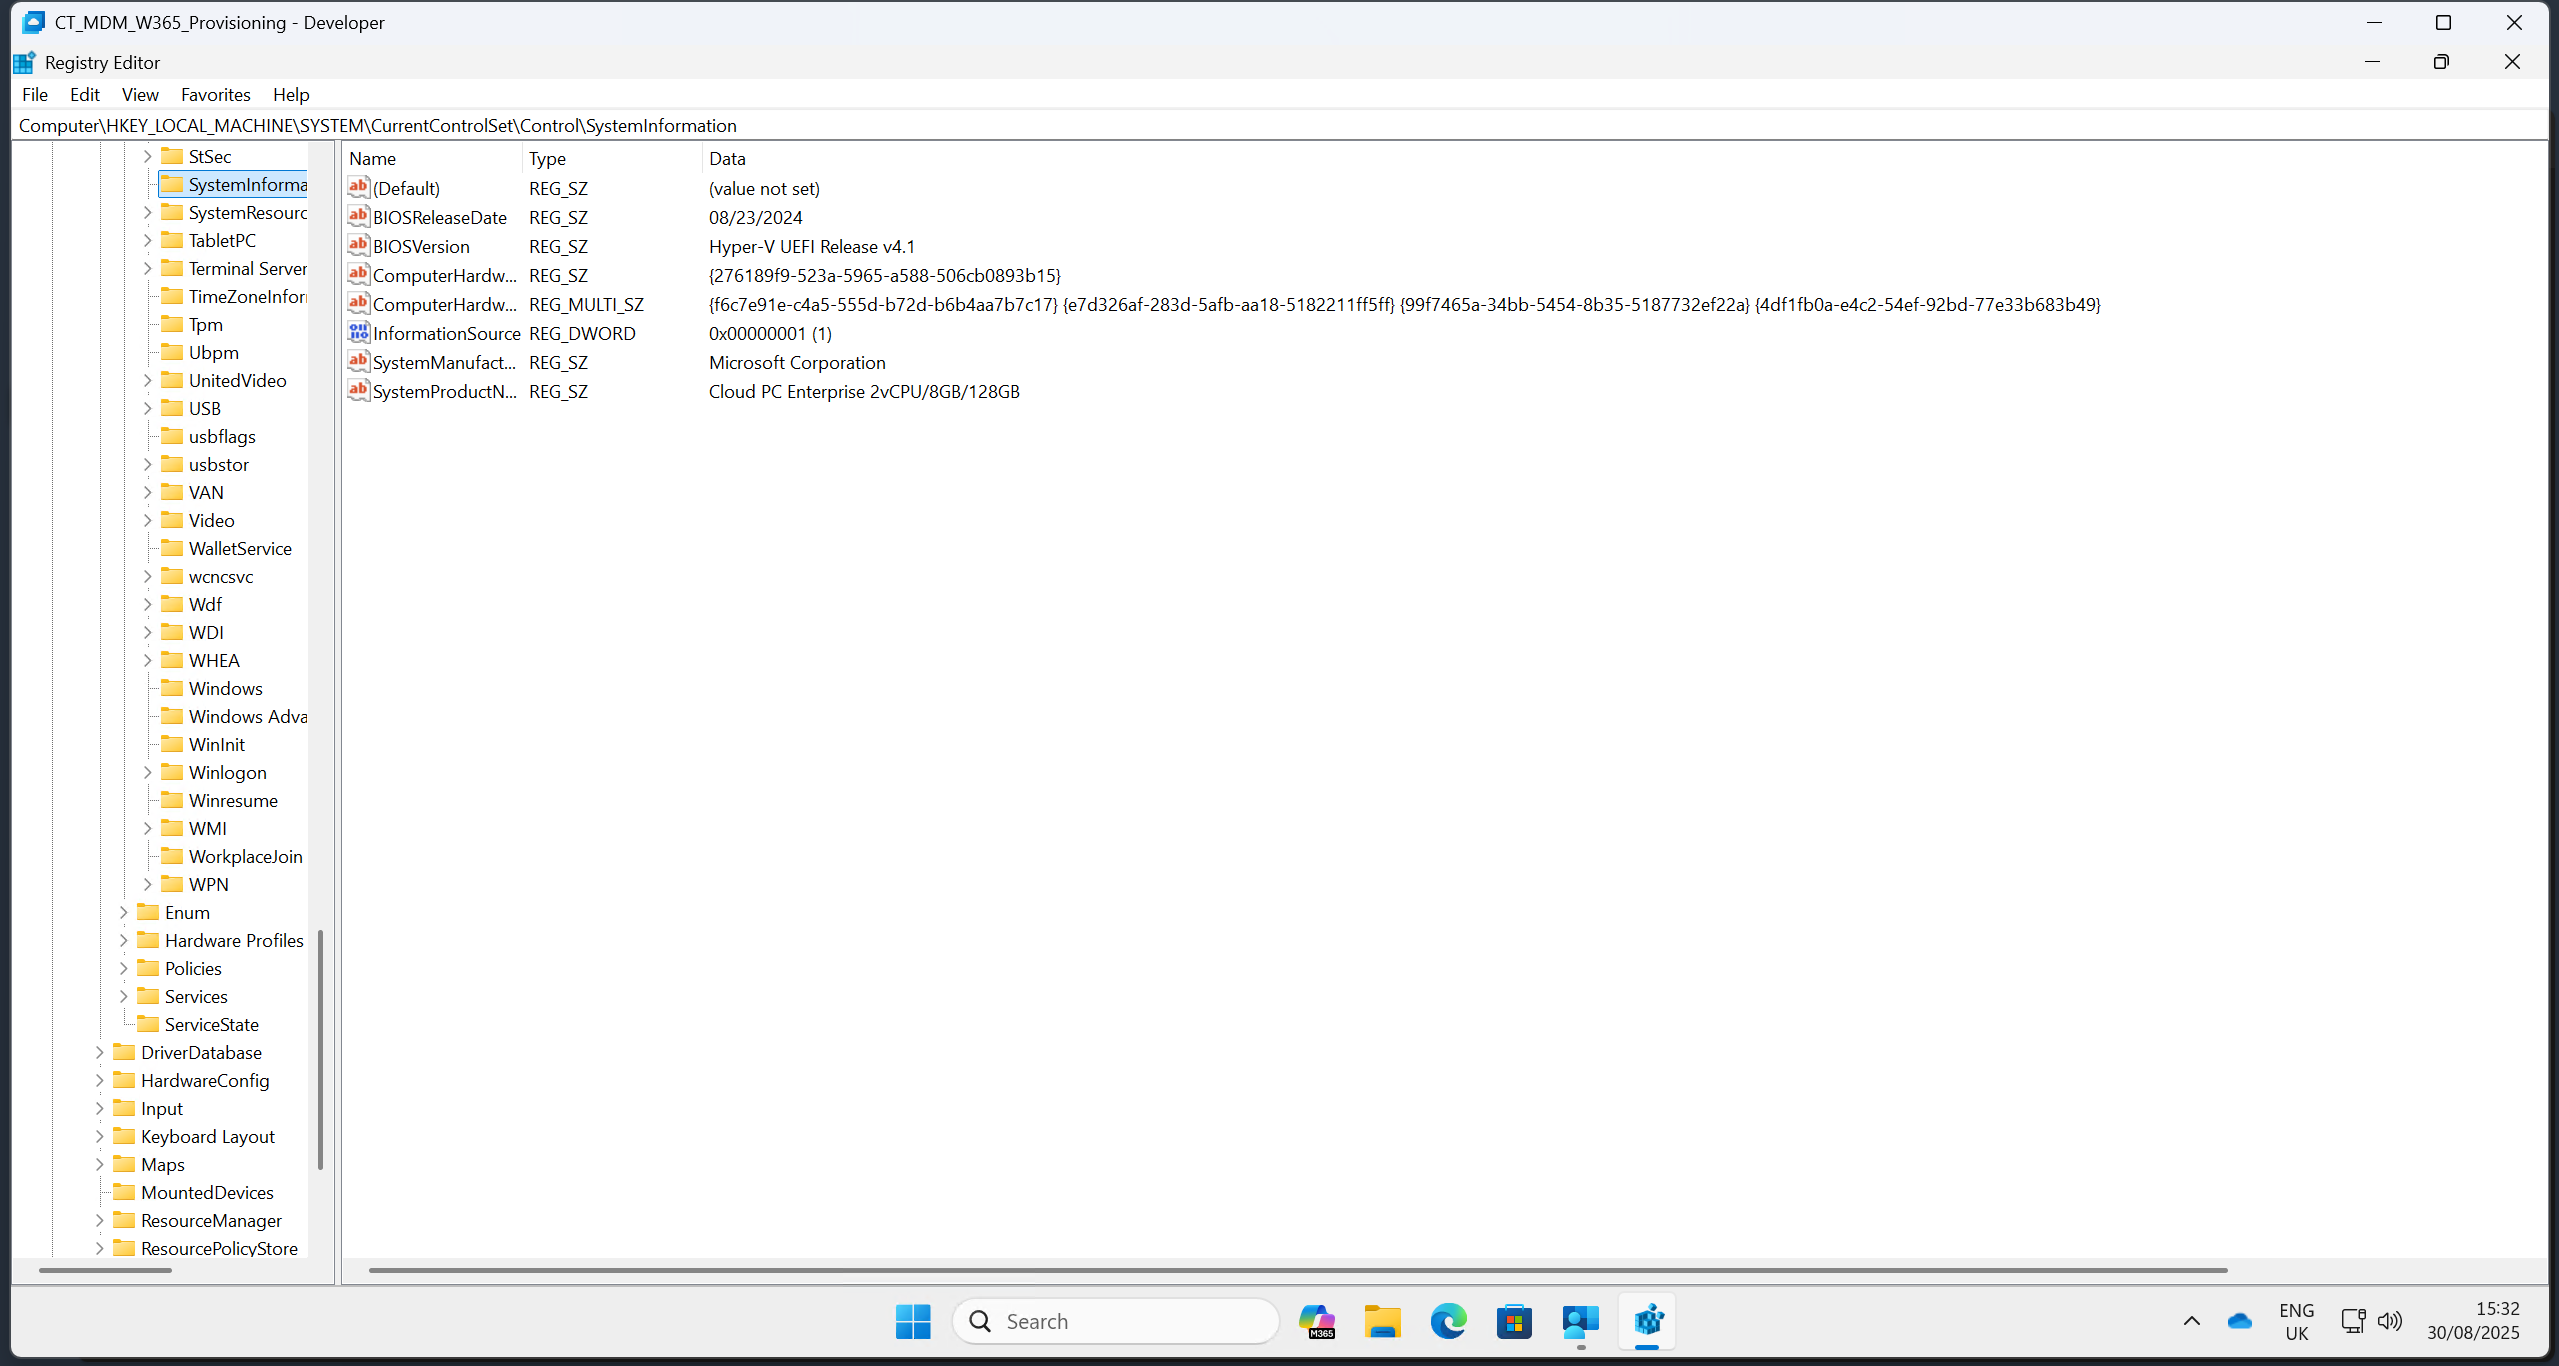 CT_MDM_W365_Provisioning - Developer
Registry Editor
File Edit View Favorites Help
Computer\HKEY_LOCAL_MACHINE\SYSTEM\CurrentControlSet\Control\SystemInformation
StSec
SystemInforma
SystemResourc
TabletPC
Terminal Server
TimeZoneInfor
Tpm
Ubpm
UnitedVideo
USB
usbflags
usbstor
VAN
Video
WalletService
wcncsvc
Wdf
WDI
WHEA
Windows
Windows Adva
WinInit
Winlogon
Winresume
WMI
WorkplaceJoin
WPN
Enum
Hardware Profiles
Policies
Services
ServiceState
DriverDatabase
HardwareConfig
Input
Keyboard Layout
Maps
MountedDevices
ResourceManager
ResourcePolicyStore
Name Type Data
(Default) REG_SZ (value not set)
BIOSReleaseDate REG_SZ 08/23/2024
BIOSVersion REG_SZ Hyper-V UEFI Release v4.1
ComputerHardw... REG_SZ {276189f9-523a-5965-a588-506cb0893b15}
ComputerHardw... REG_MULTI_SZ {f6c7e91e-c4a5-555d-b72d-b6b4aa7b7c17} {e7d326af-283d-5afb-aa18-5182211ff5ff} {99f7465a-34bb-5454-8b35-5187732ef22a} {4df1fb0a-e4c2-54ef-92bd-77e33b683b49}
InformationSource REG_DWORD 0x00000001 (1)
SystemManufact... REG_SZ Microsoft Corporation
SystemProductN... REG_SZ Cloud PC Enterprise 2vCPU/8GB/128GB
Search
M365
ENG
UK
15:32
30/08/2025